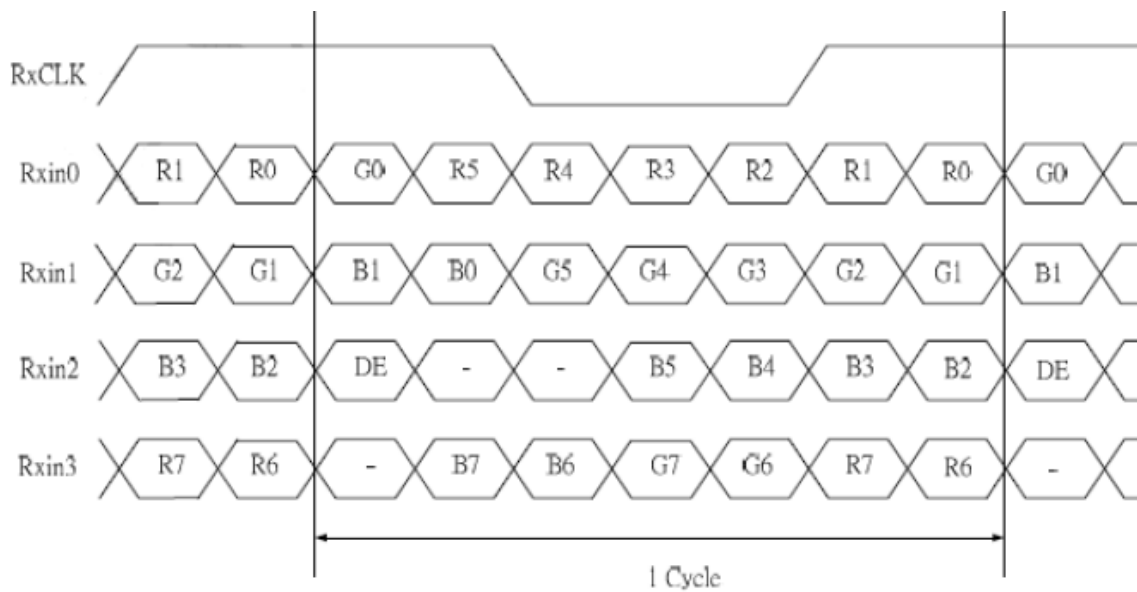 RxCLK
Rxin0 R1 R0 G0 R5 R4 R3 R2 R1 R0 G0
Rxin1 G2 G1 B1 B0 G5 G4 G3 G2 G1 B1
Rxin2 B3 B2 DE - - B5 B4 B3 B2 DE
Rxin3 R7 R6 - B7 B6 G7 G6 R7 R6 -
1 Cycle